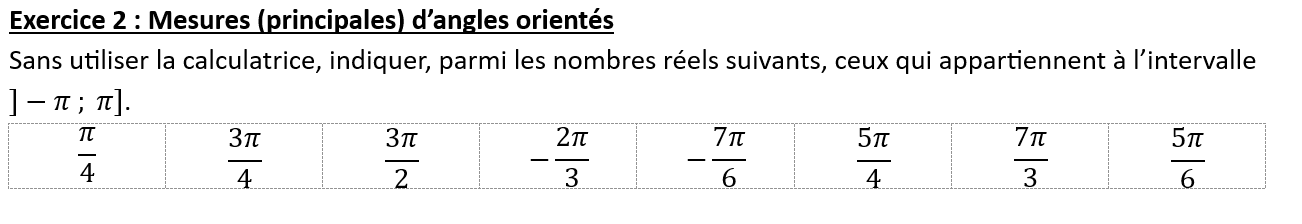 Exercice 2 : Mesures (principales) d’angles orientés
Sans utiliser la calculatrice, indiquer, parmi les nombres réels suivants, ceux qui appartiennent à l’intervalle
] − π ; π].
π/4 3π/4 3π/2 −2π/3 −7π/6 5π/4 7π/3 5π/6